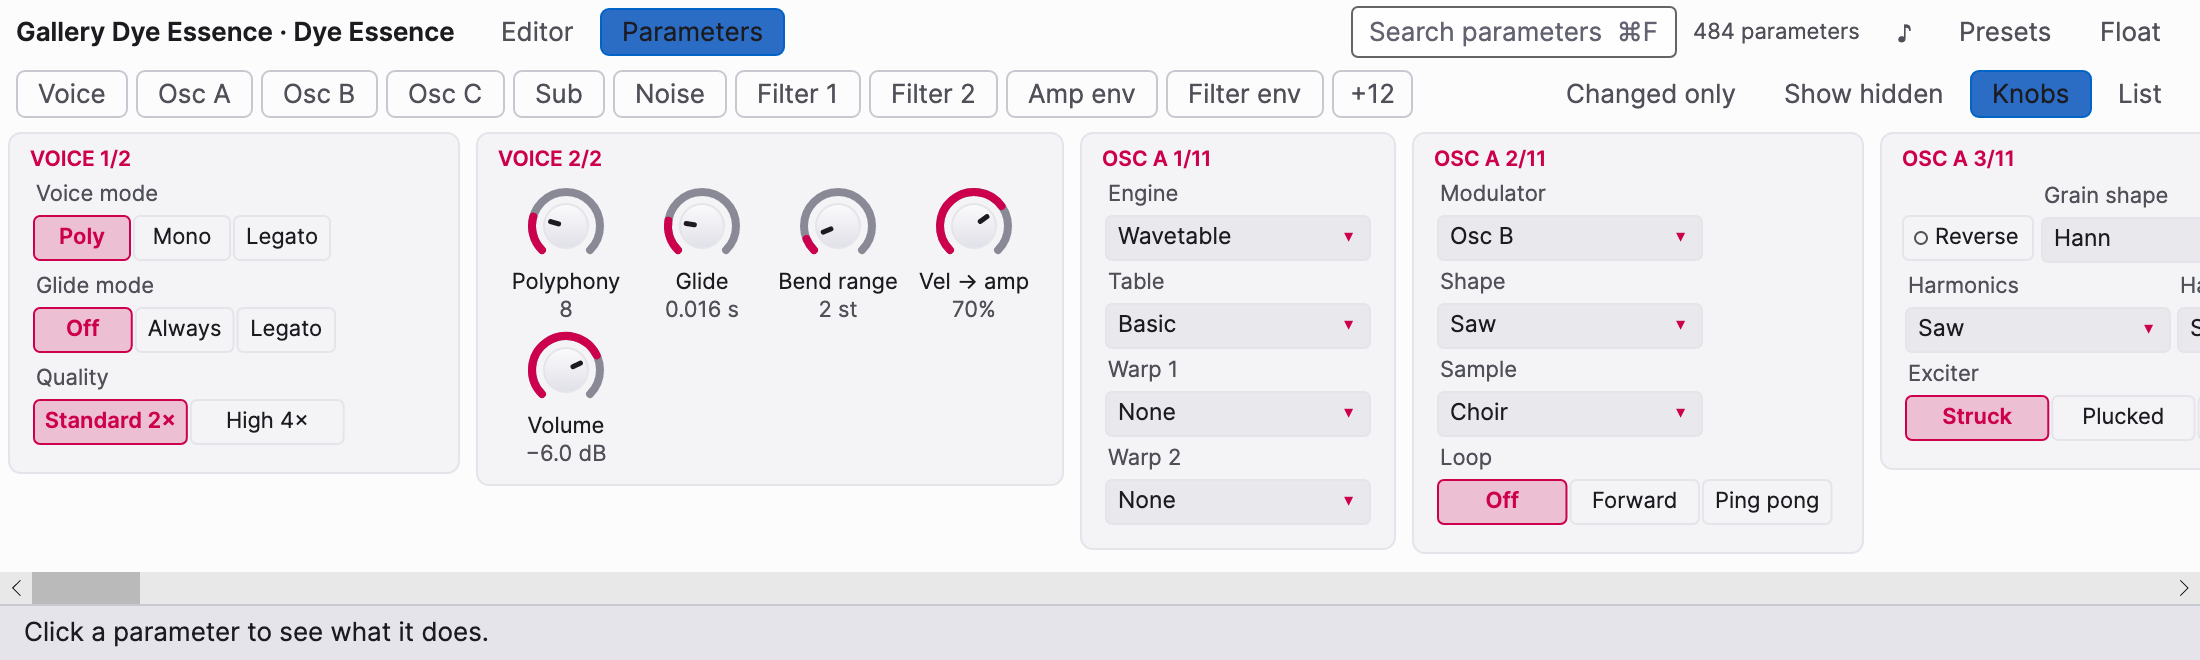 Gallery Dye Essence · Dye Essence Editor Parameters Search parameters ⌘F 484 parameters ♪ Presets Float
Voice Osc A Osc B Osc C Sub Noise Filter 1 Filter 2 Amp env Filter env +12 Changed only Show hidden Knobs List
VOICE 1/2
Voice mode
Poly Mono Legato
Glide mode
Off Always Legato
Quality
Standard 2× High 4×
VOICE 2/2
Polyphony Glide Bend range Vel → amp
8 0.016 s 2 st 70%
Volume
−6.0 dB
OSC A 1/11
Engine
Wavetable
Table
Basic
Warp 1
None
Warp 2
None
OSC A 2/11
Modulator
Osc B
Shape
Saw
Sample
Choir
Loop
Off Forward Ping pong
OSC A 3/11
Grain shape
Reverse Hann
Harmonics
Saw
Exciter
Struck Plucked
Click a parameter to see what it does.